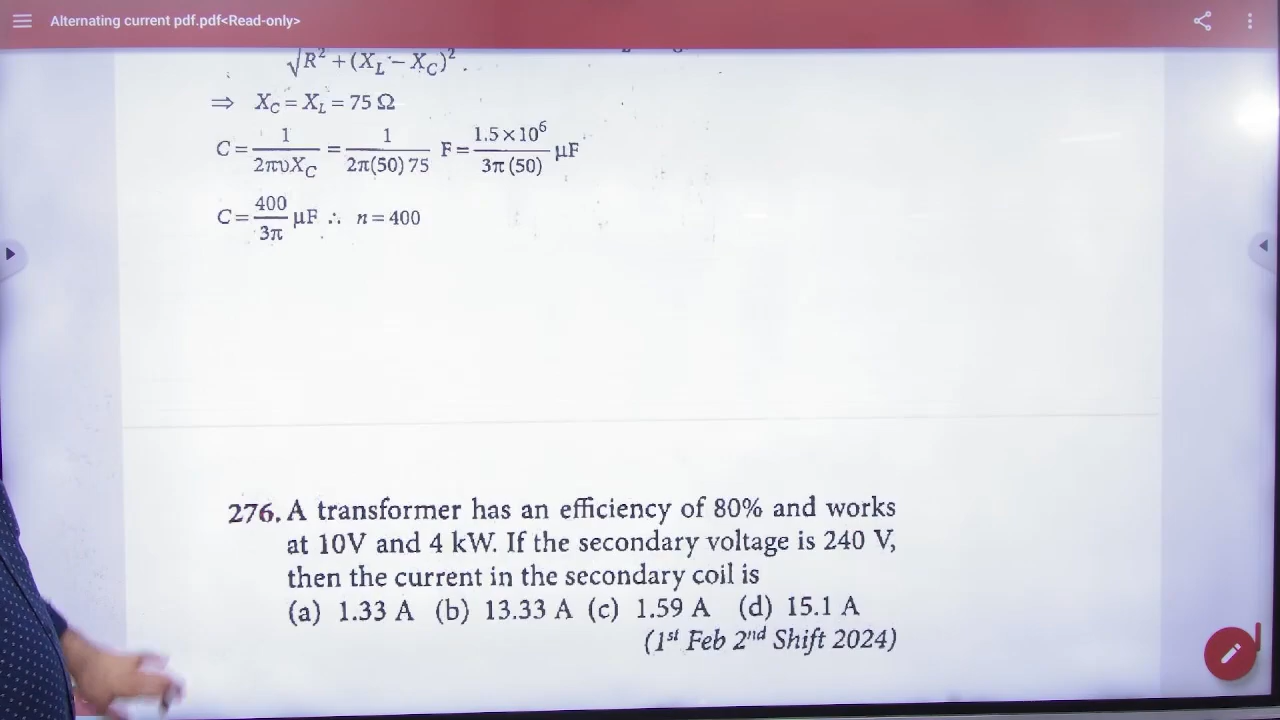 Alternating current pdf.pdf<Read-only>
√R² + (X_L − X_C)² .
⇒ X_C = X_L = 75 Ω
C = 1/(2πυX_C) = 1/(2π(50) 75) F = (1.5 × 10⁶)/(3π (50)) μF
C = 400/(3π) μF ∴ n = 400
276. A transformer has an efficiency of 80% and works
at 10V and 4 kW. If the secondary voltage is 240 V,
then the current in the secondary coil is
(a) 1.33 A (b) 13.33 A (c) 1.59 A (d) 15.1 A
(1st Feb 2nd Shift 2024)